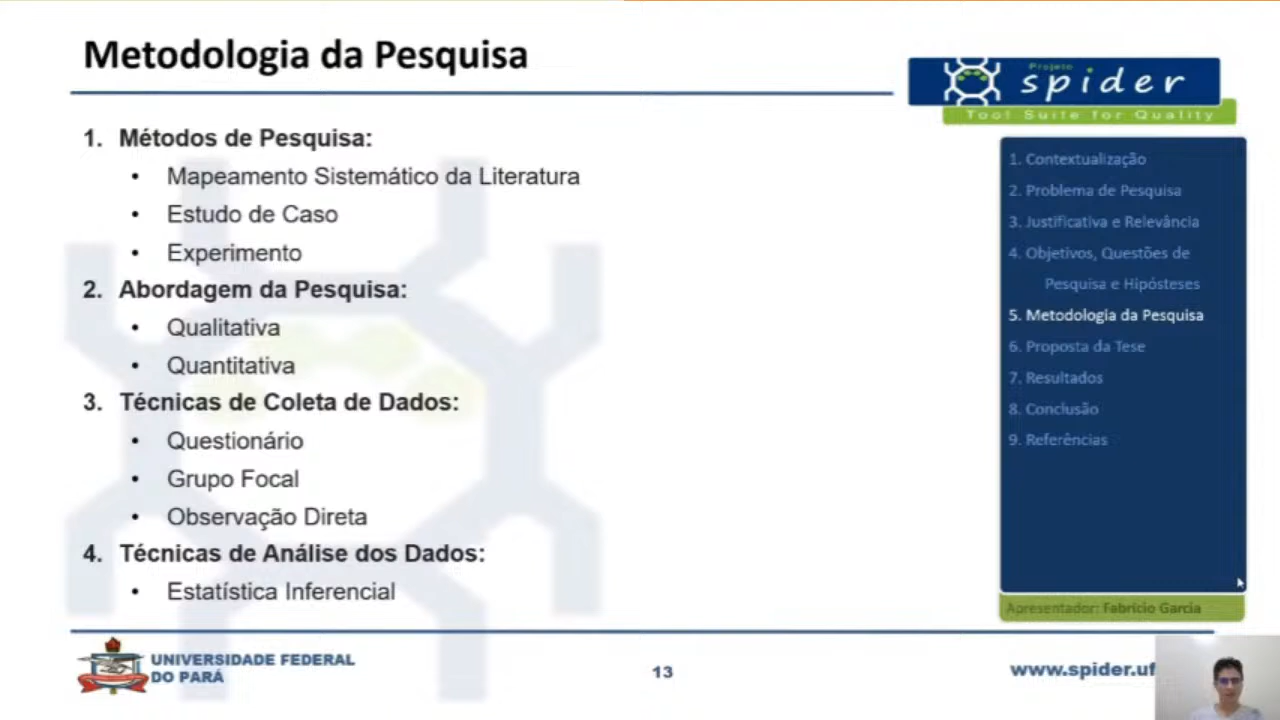 Metodologia da Pesquisa
Projeto
spider
Tool Suite for Quality
1. Métodos de Pesquisa:
• Mapeamento Sistemático da Literatura
• Estudo de Caso
• Experimento
2. Abordagem da Pesquisa:
• Qualitativa
• Quantitativa
3. Técnicas de Coleta de Dados:
• Questionário
• Grupo Focal
• Observação Direta
4. Técnicas de Análise dos Dados:
• Estatística Inferencial
1. Contextualização
2. Problema de Pesquisa
3. Justificativa e Relevância
4. Objetivos, Questões de
Pesquisa e Hipósteses
5. Metodologia da Pesquisa
6. Proposta da Tese
7. Resultados
8. Conclusão
9. Referências
Apresentador: Fabrício Garcia
UNIVERSIDADE FEDERAL
DO PARÁ
13
www.spider.uf